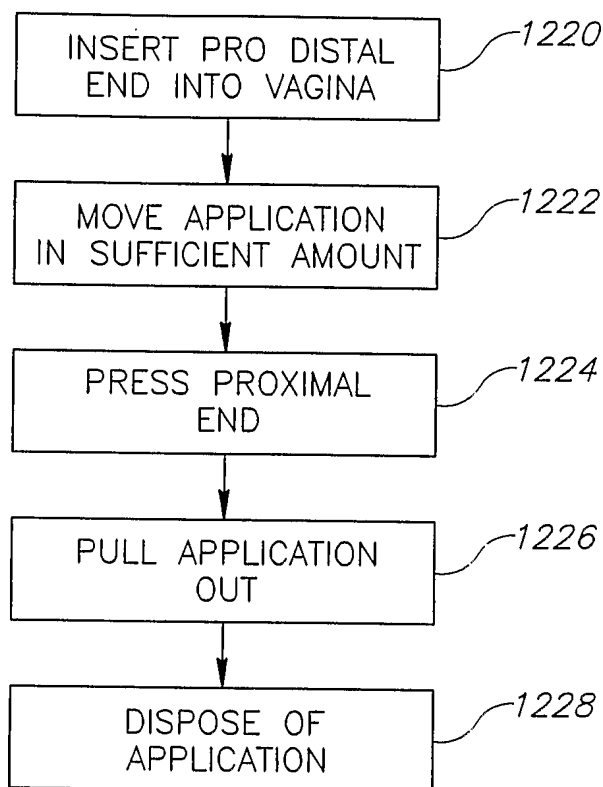 INSERT PRO DISTAL
END INTO VAGINA
1220
MOVE APPLICATION
IN SUFFICIENT AMOUNT
1222
PRESS PROXIMAL
END
1224
PULL APPLICATION
OUT
1226
DISPOSE OF
APPLICATION
1228